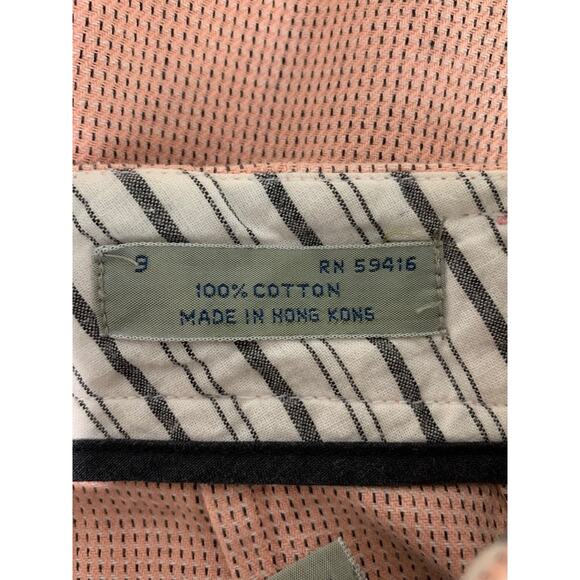 9 RN 59416
100% COTTON
MADE IN HONG KONG